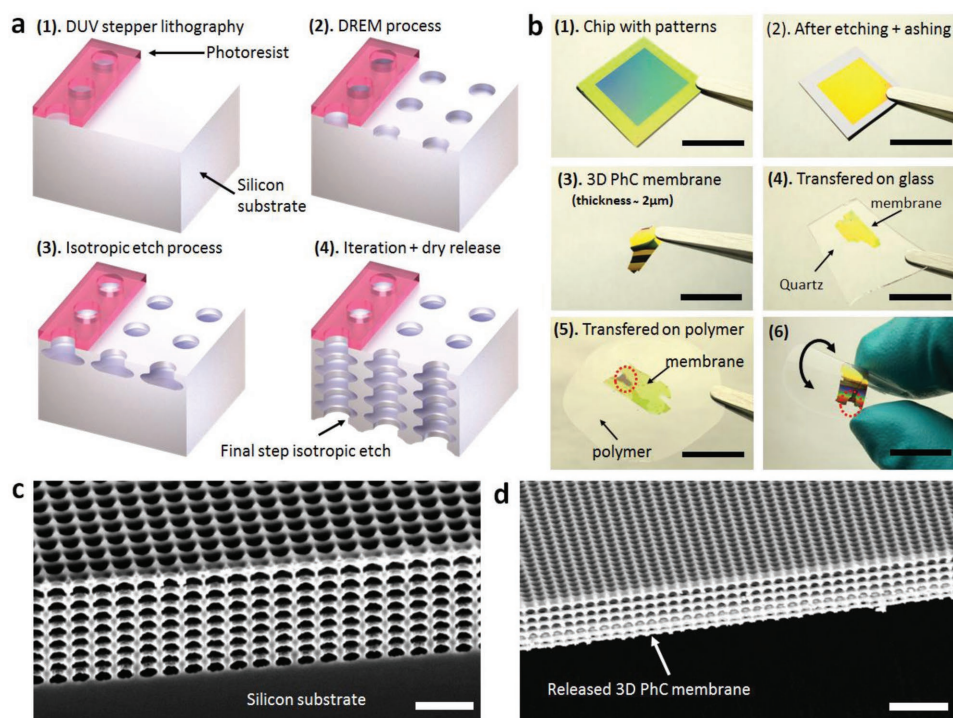 a
(1). DUV stepper lithography
Photoresist
Silicon
substrate
(2). DREM process
(3). Isotropic etch process
(4). Iteration + dry release
Final step isotropic etch
b
(1). Chip with patterns
(2). After etching + ashing
(3). 3D PhC membrane
(thickness~ 2μm)
(4). Transfered on glass
membrane
Quartz
(5). Transfered on polymer
membrane
polymer
(6)
c
Silicon substrate
d
Released 3D PhC membrane